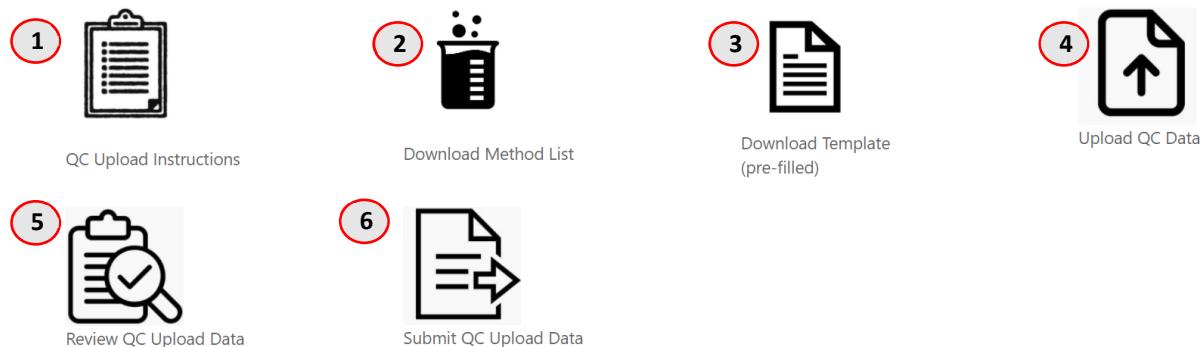 1
QC Upload Instructions
2
Download Method List
3
Download Template
(pre-filled)
4
Upload QC Data
5
Review QC Upload Data
6
Submit QC Upload Data